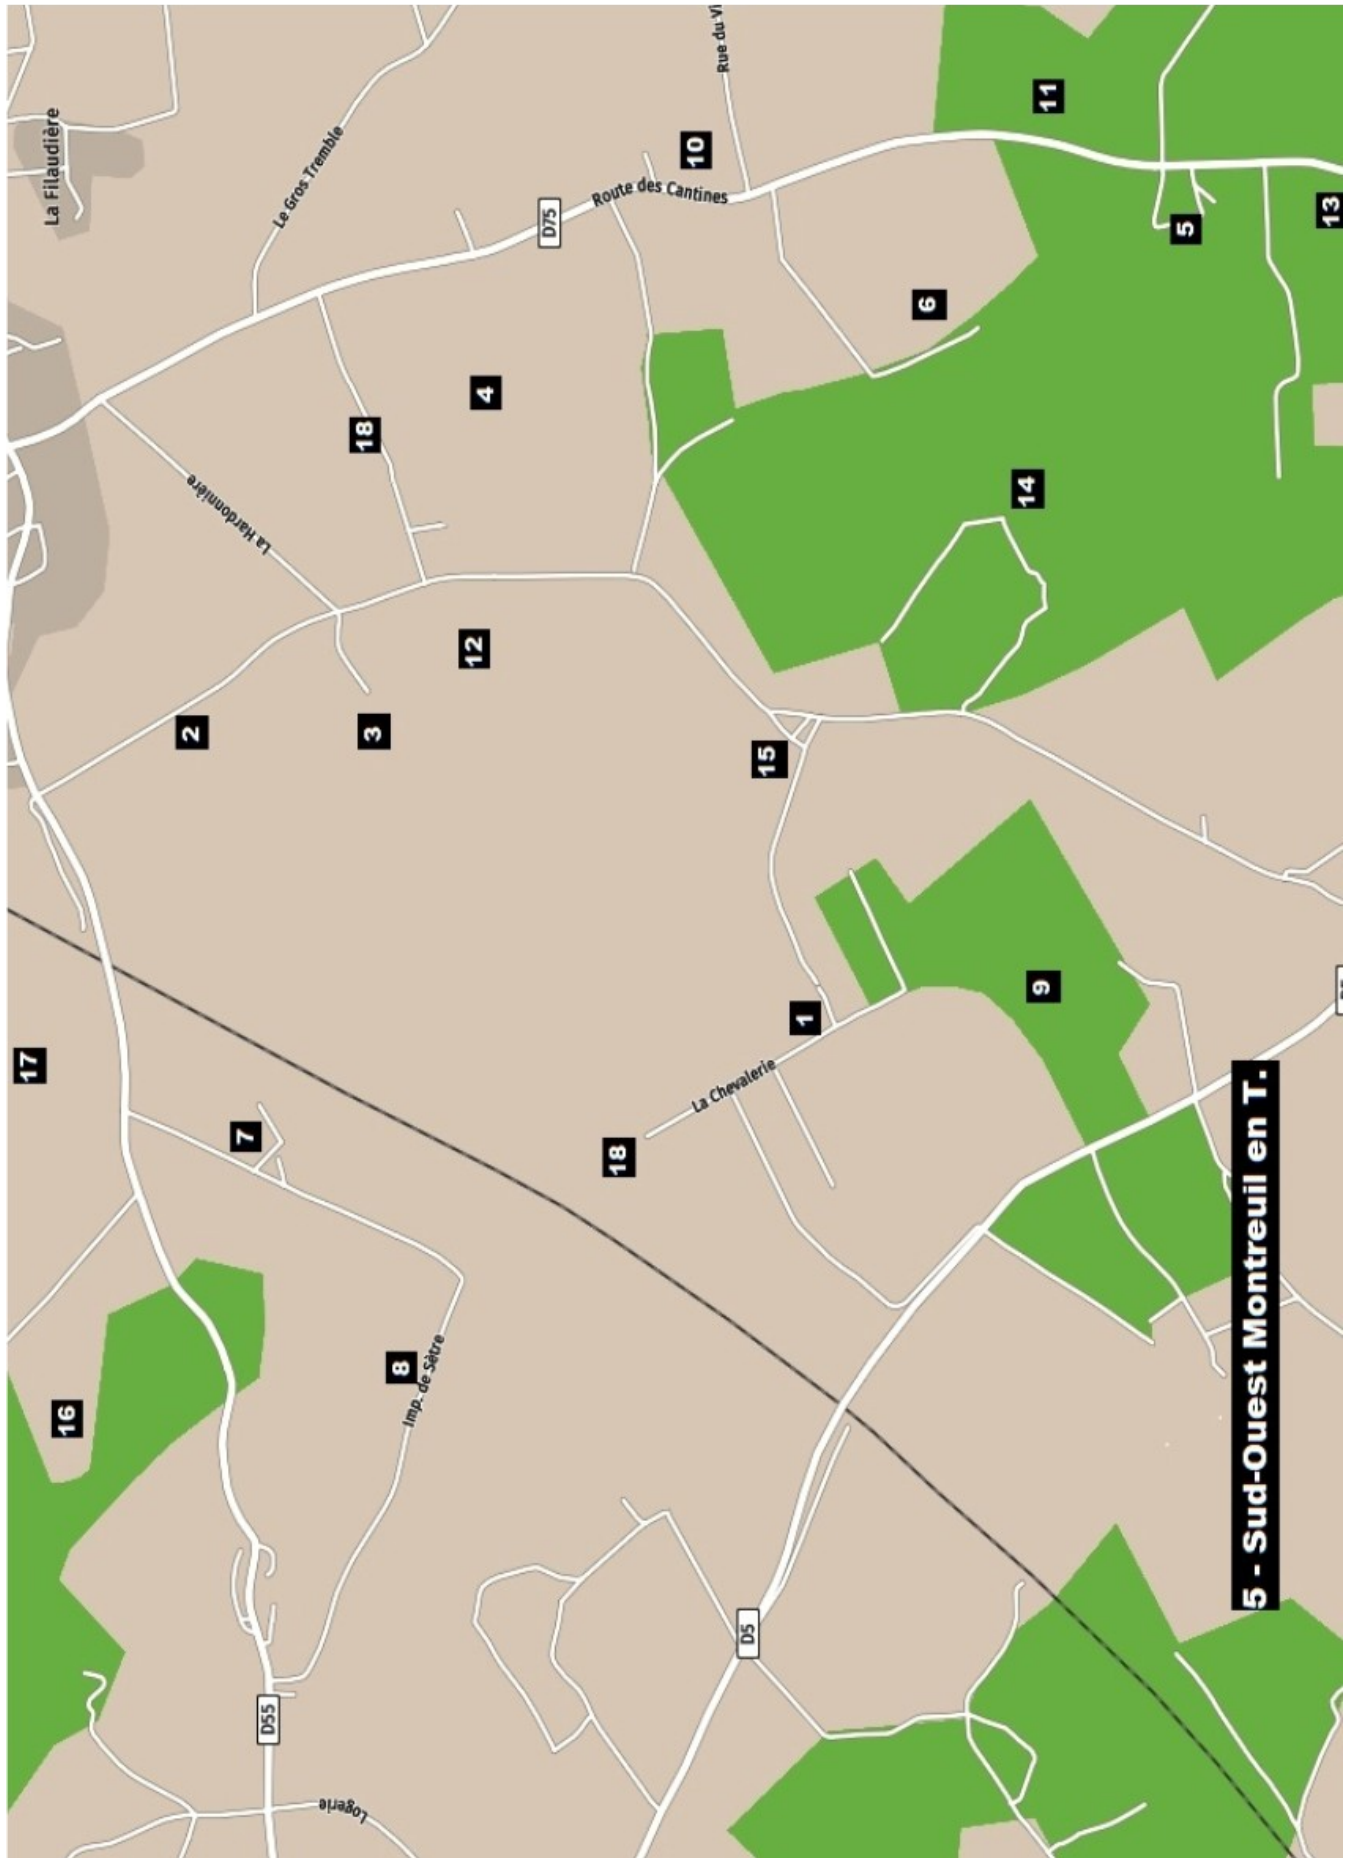 La Filaudière
Le Gros Tremble
Rue du Vi
11
10
Route des Cantines
D75
13
5
6
4
18
La Hardonnière
14
12
2
3
15
17
9
1
La Chevalerie
7
18
8
Imp. de Sètre
16
D5
D55
Logerie
5 - Sud-Ouest Montreuil en T.